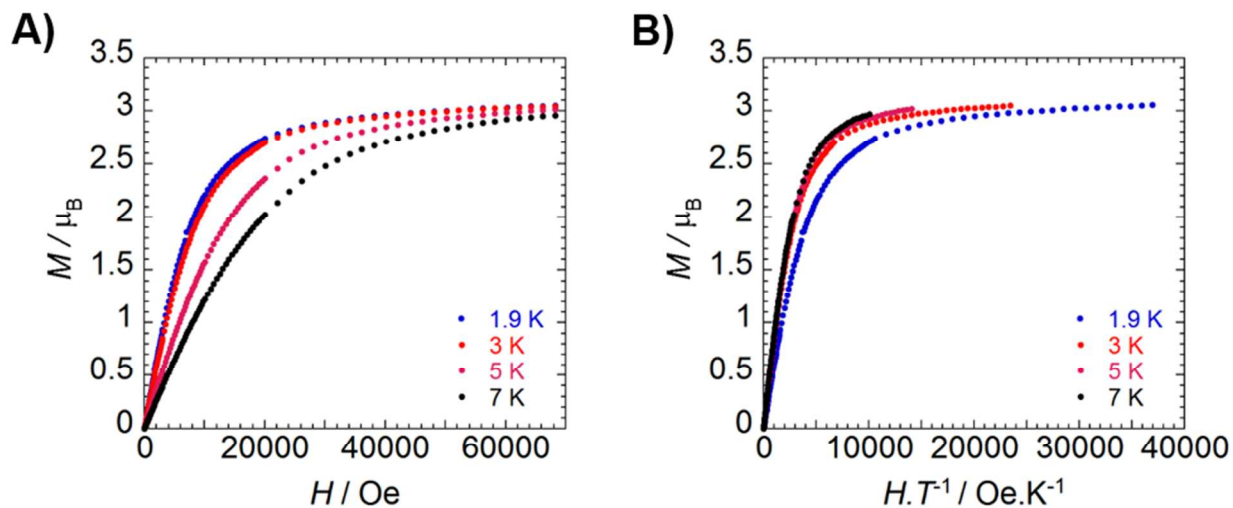 A)
3.5
3
2.5
2
1.5
1
0.5
0
M / μB
1.9 K
3 K
5 K
7 K
0 20000 40000 60000
H / Oe
B)
3.5
3
2.5
2
1.5
1
0.5
0
M / μB
1.9 K
3 K
5 K
7 K
0 10000 20000 30000 40000
H.T⁻¹ / Oe.K⁻¹